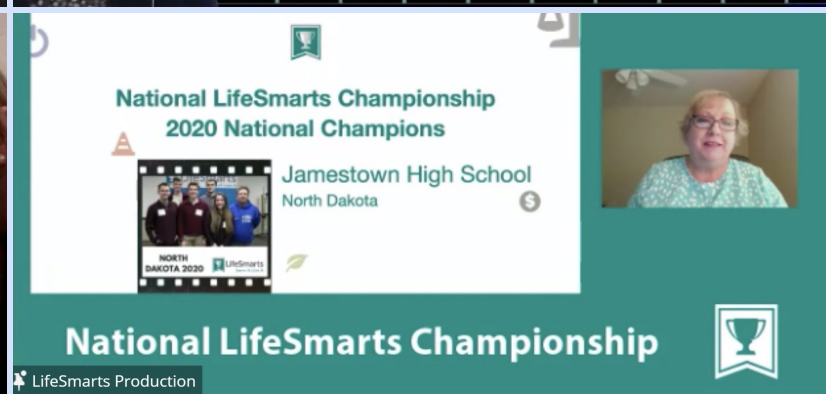 National LifeSmarts Championship
2020 National Champions
Jamestown High School
North Dakota
$
NORTH
DAKOTA 2020
LifeSmarts
National LifeSmarts Championship
LifeSmarts Production